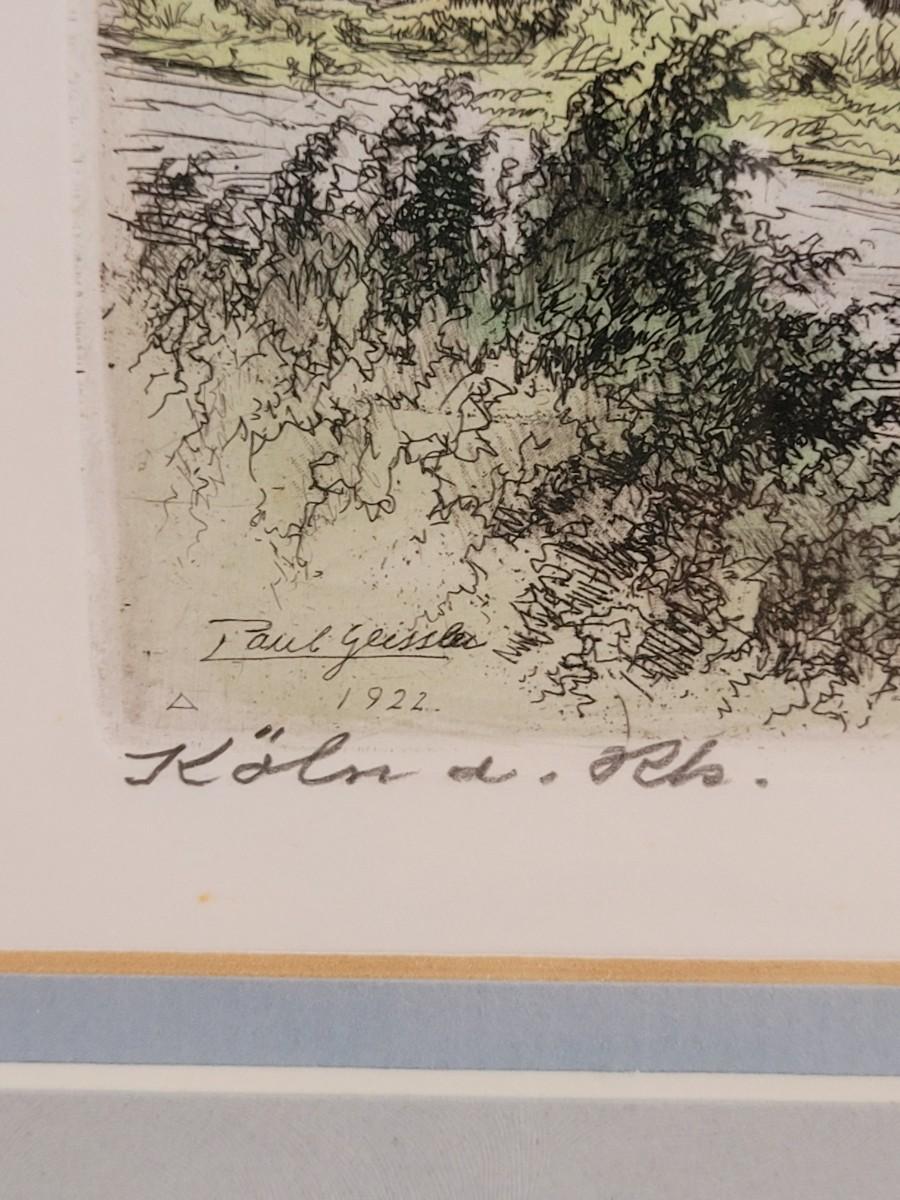 Paul Geissler
1922.
Köln a. Rh.